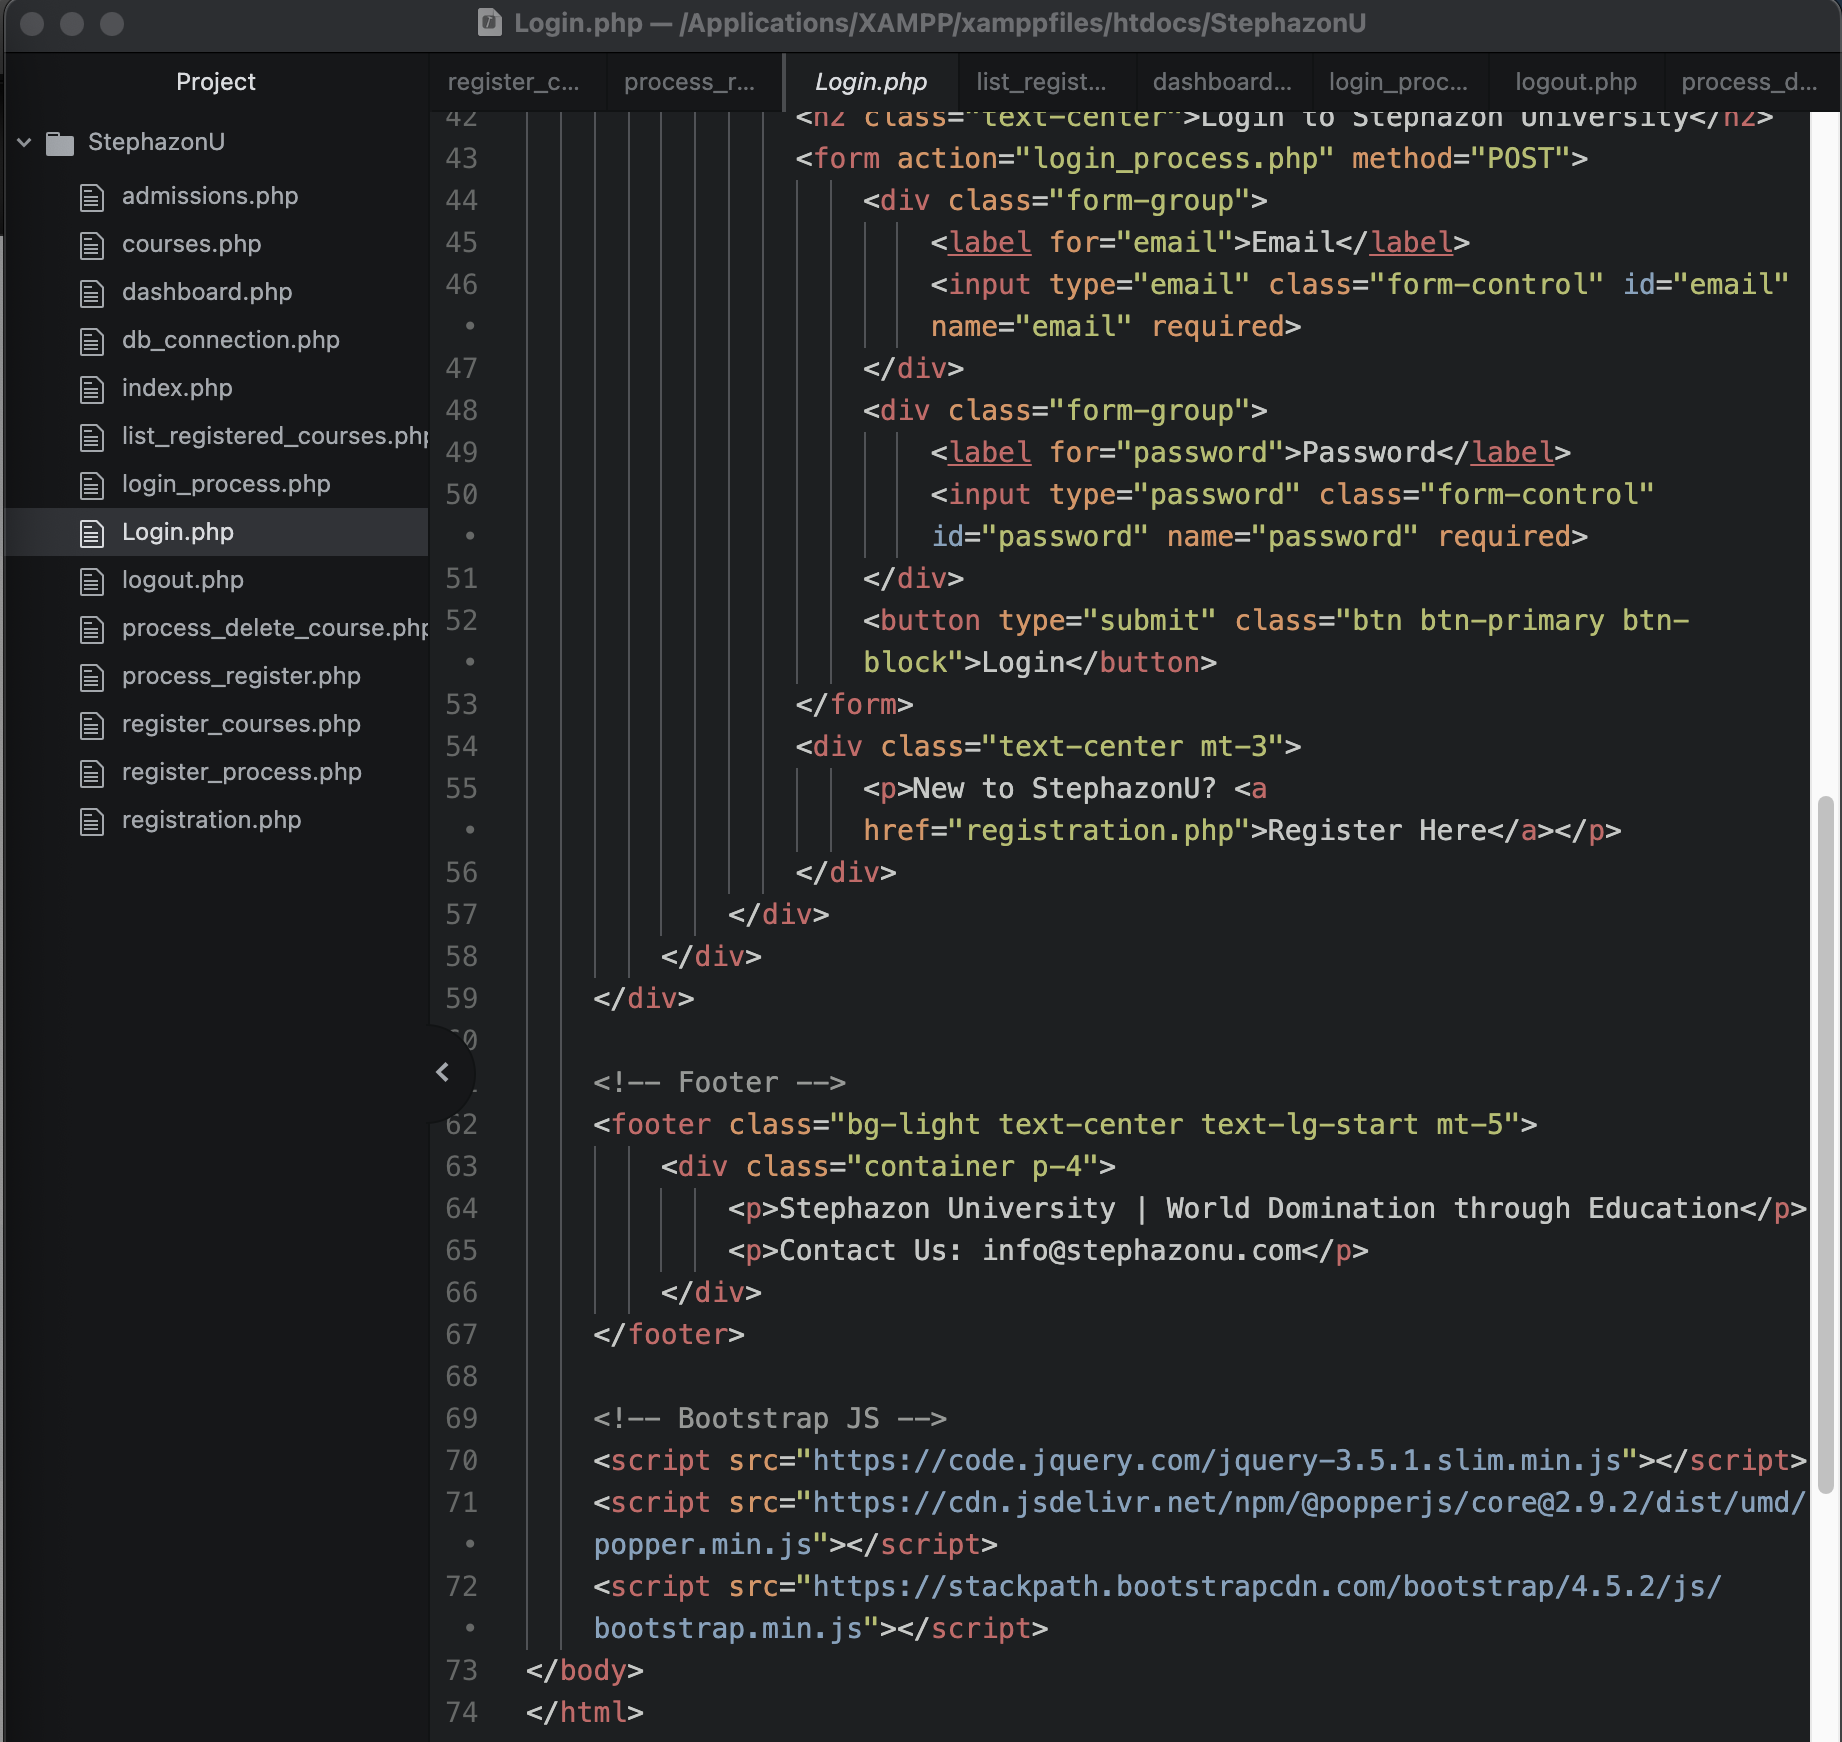 Login.php — /Applications/XAMPP/xamppfiles/htdocs/StephazonU
Project
register_c...
process_r...
Login.php
list_regist...
dashboard...
login_proc...
logout.php
process_d...
StephazonU
admissions.php
courses.php
dashboard.php
db_connection.php
index.php
list_registered_courses.php
login_process.php
Login.php
logout.php
process_delete_course.php
process_register.php
register_courses.php
register_process.php
registration.php
42 <h2 class="text-center">Login to Stephazon University</h2>
43 <form action="login_process.php" method="POST">
44 <div class="form-group">
45 <label for="email">Email</label>
46 <input type="email" class="form-control" id="email"
• name="email" required>
47 </div>
48 <div class="form-group">
49 <label for="password">Password</label>
50 <input type="password" class="form-control"
• id="password" name="password" required>
51 </div>
52 <button type="submit" class="btn btn-primary btn-
• block">Login</button>
53 </form>
54 <div class="text-center mt-3">
55 <p>New to StephazonU? <a
• href="registration.php">Register Here</a></p>
56 </div>
57 </div>
58 </div>
59 </div>
<!-- Footer -->
62 <footer class="bg-light text-center text-lg-start mt-5">
63 <div class="container p-4">
64 <p>Stephazon University | World Domination through Education</p>
65 <p>Contact Us: info@stephazonu.com</p>
66 </div>
67 </footer>
68
69 <!-- Bootstrap JS -->
70 <script src="https://code.jquery.com/jquery-3.5.1.slim.min.js"></script>
71 <script src="https://cdn.jsdelivr.net/npm/@popperjs/core@2.9.2/dist/umd/
• popper.min.js"></script>
72 <script src="https://stackpath.bootstrapcdn.com/bootstrap/4.5.2/js/
• bootstrap.min.js"></script>
73 </body>
74 </html>